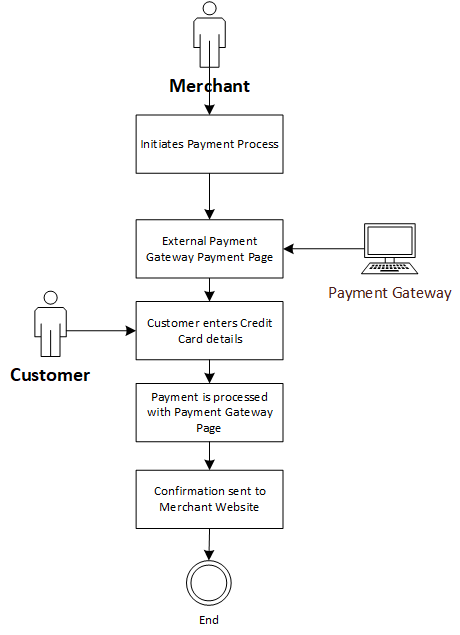 Merchant
Initiates Payment Process
External Payment
Gateway Payment Page
Payment Gateway
Customer enters Credit
Card details
Customer
Payment is processed
with Payment Gateway
Page
Confirmation sent to
Merchant Website
End